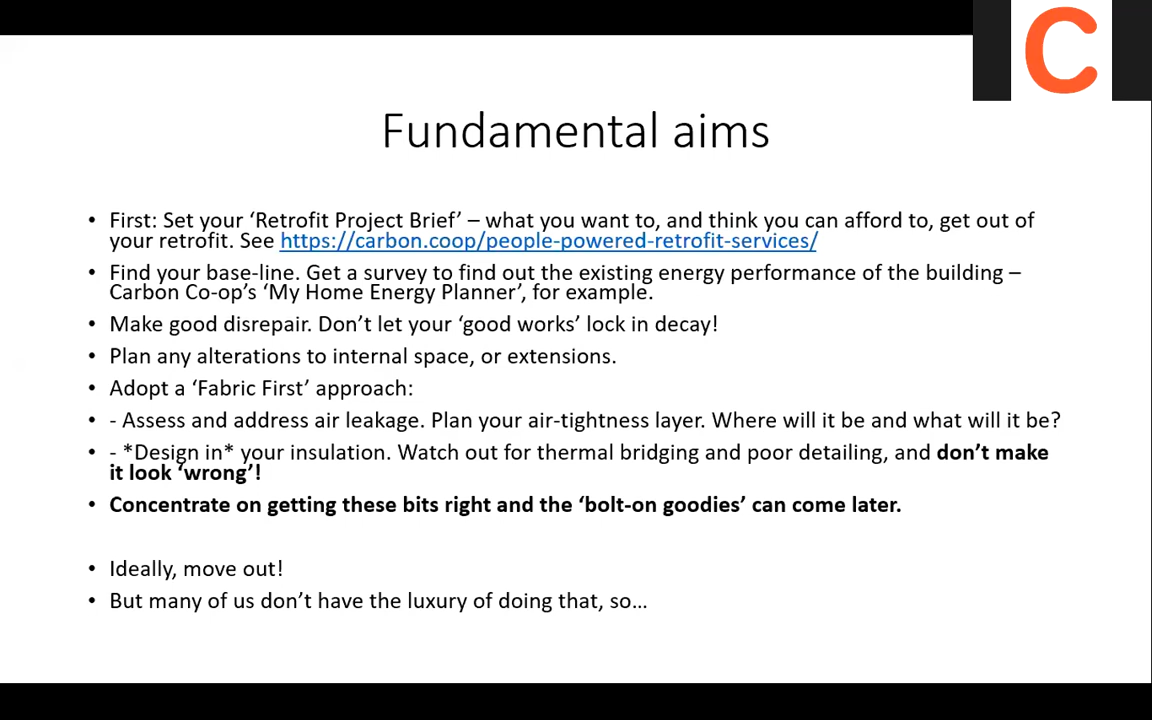 C
Fundamental aims
• First: Set your ‘Retrofit Project Brief’ – what you want to, and think you can afford to, get out of
your retrofit. See https://carbon.coop/people-powered-retrofit-services/
• Find your base-line. Get a survey to find out the existing energy performance of the building –
Carbon Co-op’s ‘My Home Energy Planner’, for example.
• Make good disrepair. Don’t let your ‘good works’ lock in decay!
• Plan any alterations to internal space, or extensions.
• Adopt a ‘Fabric First’ approach:
• - Assess and address air leakage. Plan your air-tightness layer. Where will it be and what will it be?
• - *Design in* your insulation. Watch out for thermal bridging and poor detailing, and don’t make
it look ‘wrong’!
• Concentrate on getting these bits right and the ‘bolt-on goodies’ can come later.
• Ideally, move out!
• But many of us don’t have the luxury of doing that, so…